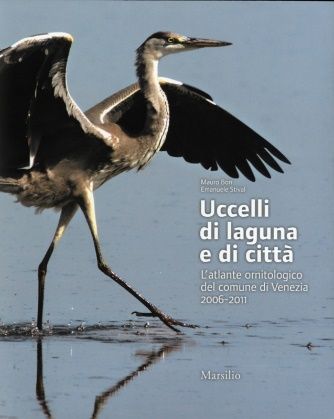 Mauro Bon
Emanuele Stival
Uccelli
di laguna
e di città
L'atlante ornitologico
del comune di Venezia
2006-2011
Marsilio